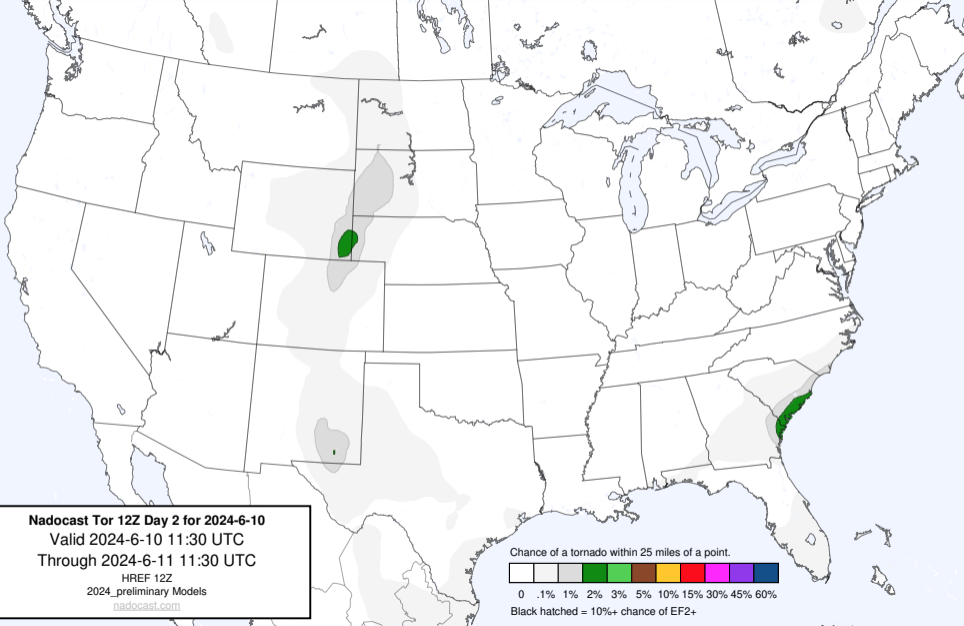 Nadocast Tor 12Z Day 2 for 2024-6-10
Valid 2024-6-10 11:30 UTC
Through 2024-6-11 11:30 UTC
HREF 12Z
2024_preliminary Models
nadocast.com
Chance of a tornado within 25 miles of a point.
0 .1% 1% 2% 3% 5% 10% 15% 30% 45% 60%
Black hatched = 10%+ chance of EF2+